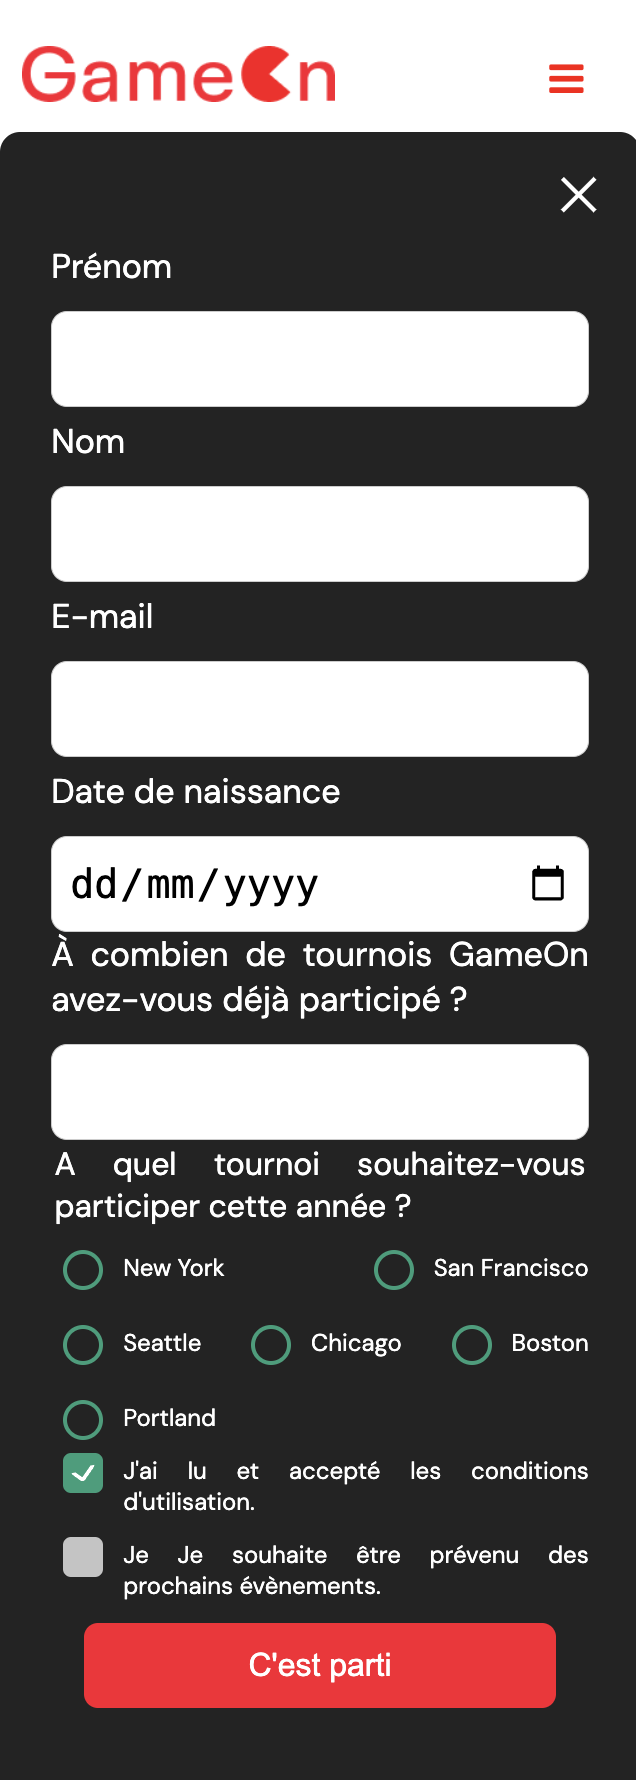 GameOn
Prénom
Nom
E-mail
Date de naissance
dd/mm/yyyy
À combien de tournois GameOn
avez-vous déjà participé ?
A quel tournoi souhaitez-vous
participer cette année ?
New York San Francisco
Seattle Chicago Boston
Portland
J'ai lu et accepté les conditions
d'utilisation.
Je Je souhaite être prévenu des
prochains évènements.
C'est parti